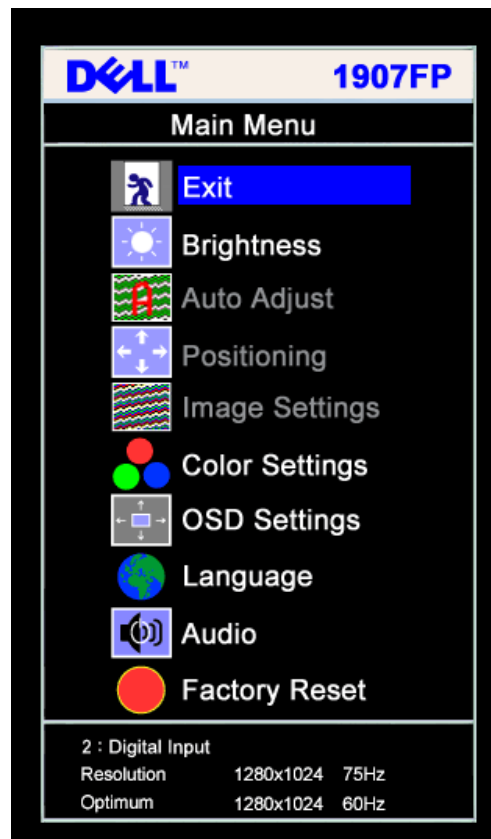 DELL™ 1907FP
Main Menu
Exit
Brightness
Auto Adjust
Positioning
Image Settings
Color Settings
OSD Settings
Language
Audio
Factory Reset
2 : Digital Input
Resolution 1280x1024 75Hz
Optimum 1280x1024 60Hz